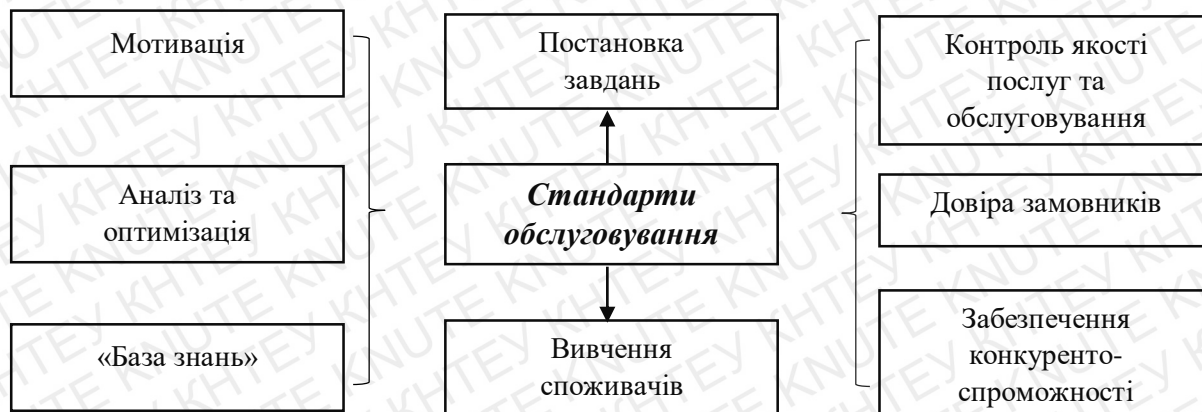 Мотивація
Аналіз та
оптимізація
«База знань»
Постановка
завдань
Стандарти
обслуговування
Вивчення
споживачів
Контроль якості
послуг та
обслуговування
Довіра замовників
Забезпечення
конкуренто-
спроможності